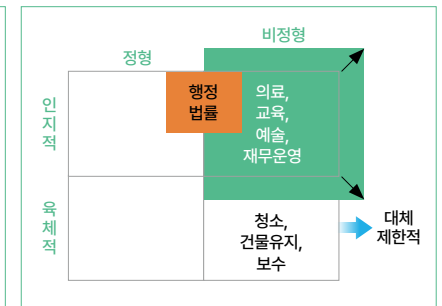 비정형
정형
인지적
행정
법률
의료,
교육,
예술,
재무운영
육체적
청소,
건물유지,
보수
대체
제한적